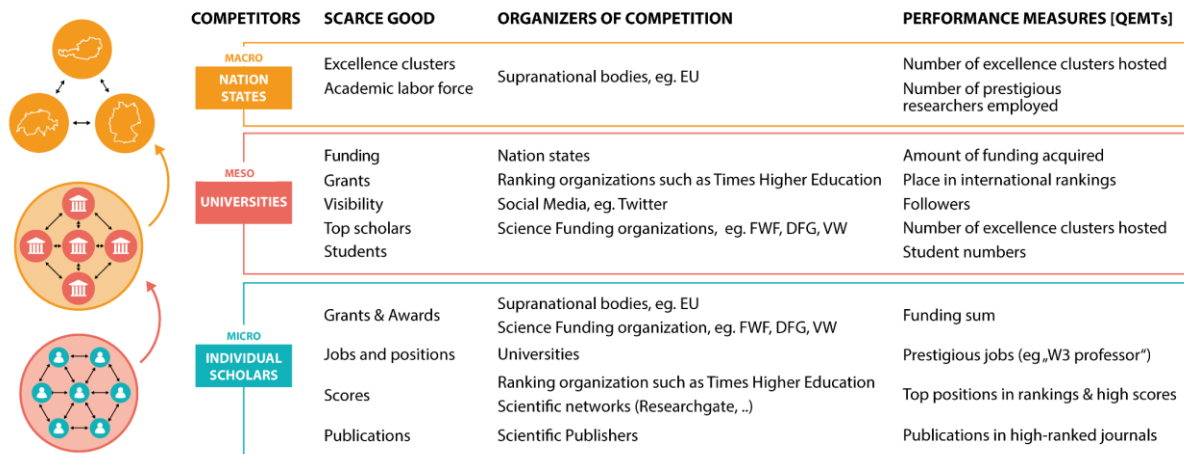 COMPETITORS SCARCE GOOD ORGANIZERS OF COMPETITION PERFORMANCE MEASURES [QEMTs]
MACRO
NATION
STATES
Excellence clusters
Academic labor force
Supranational bodies, eg. EU
Number of excellence clusters hosted
Number of prestigious
researchers employed
MESO
UNIVERSITIES
Funding Nation states Amount of funding acquired
Grants Ranking organizations such as Times Higher Education Place in international rankings
Visibility Social Media, eg. Twitter Followers
Top scholars Science Funding organizations, eg. FWF, DFG, VW Number of excellence clusters hosted
Students Student numbers
MICRO
INDIVIDUAL
SCHOLARS
Grants & Awards
Supranational bodies, eg. EU
Science Funding organization, eg. FWF, DFG, VW
Funding sum
Jobs and positions Universities Prestigious jobs (eg „W3 professor“)
Scores
Ranking organization such as Times Higher Education
Scientific networks (Researchgate, ..)
Top positions in rankings & high scores
Publications Scientific Publishers Publications in high-ranked journals